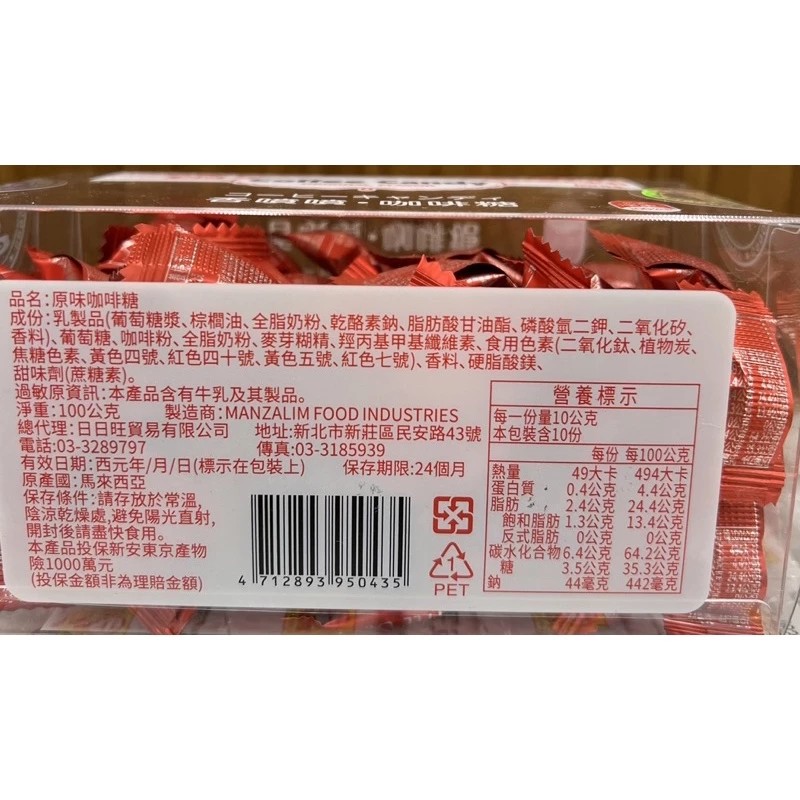 Coffee Candy
香噴噴·咖啡糖
品名:原味咖啡糖
成份:乳製品(葡萄糖漿、棕櫚油、全脂奶粉、乾酪素鈉、脂肪酸甘油酯、磷酸氫二鉀、二氧化矽、
香料)、葡萄糖、咖啡粉、全脂奶粉、麥芽糊精、羥丙基甲基纖維素、食用色素(二氧化鈦、植物炭、
焦糖色素、黃色四號、紅色四十號、黃色五號、紅色七號)、香料、硬脂酸鎂、
甜味劑(蔗糖素)。
過敏原資訊:本產品含有牛乳及其製品。
淨重:100公克 製造商:MANZALIM FOOD INDUSTRIES
總代理:日日旺貿易有限公司 地址:新北市新莊區民安路43號
電話:03-3289797 傳真:03-3185939
有效日期:西元年/月/日(標示在包裝上) 保存期限:24個月
原產國:馬來西亞
保存條件:請存放於常溫,
陰涼乾燥處,避免陽光直射,
開封後請盡快食用。
本產品投保新安東京產物
險1000萬元
(投保金額非為理賠金額)
4 712893 950435
1
PET
營養標示
每一份量10公克
本包裝含10份
每份 每100公克
熱量 49大卡 494大卡
蛋白質 0.4公克 4.4公克
脂肪 2.4公克 24.4公克
飽和脂肪 1.3公克 13.4公克
反式脂肪 0公克 0公克
碳水化合物 6.4公克 64.2公克
糖 3.5公克 35.3公克
鈉 44毫克 442毫克